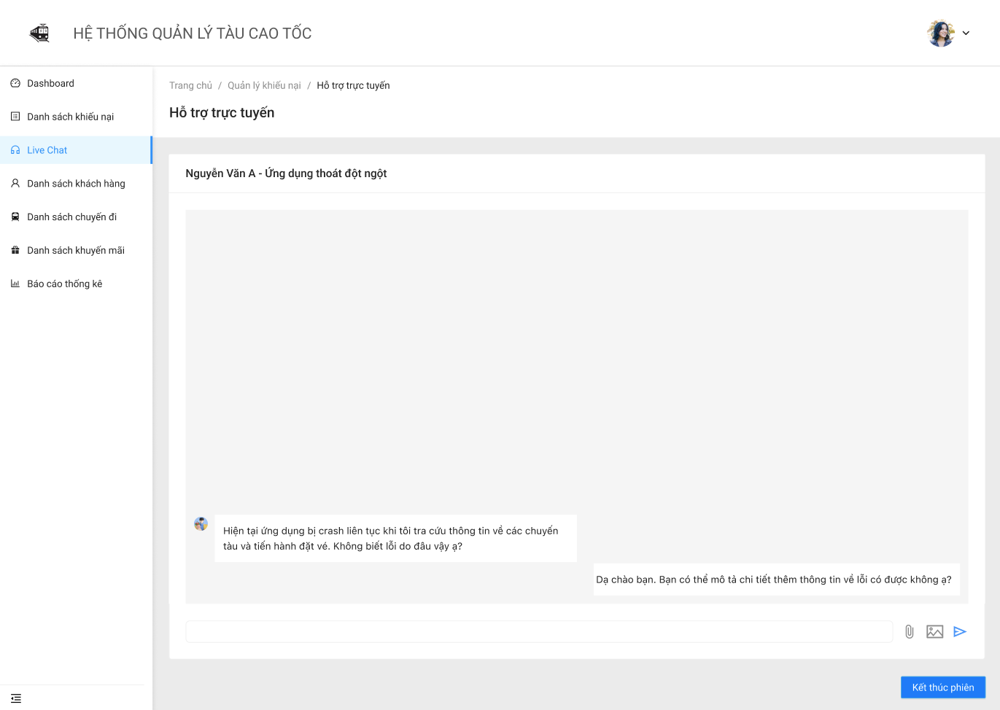 HỆ THỐNG QUẢN LÝ TÀU CAO TỐC
Dashboard
Danh sách khiếu nại
Live Chat
Danh sách khách hàng
Danh sách chuyến đi
Danh sách khuyến mãi
Báo cáo thống kê
Trang chủ / Quản lý khiếu nại / Hỗ trợ trực tuyến
Hỗ trợ trực tuyến
Nguyễn Văn A - Ứng dụng thoát đột ngột
Hiện tại ứng dụng bị crash liên tục khi tôi tra cứu thông tin về các chuyến
tàu và tiến hành đặt vé. Không biết lỗi do đâu vậy ạ?
Dạ chào bạn. Bạn có thể mô tả chi tiết thêm thông tin về lỗi có được không ạ?
Kết thúc phiên